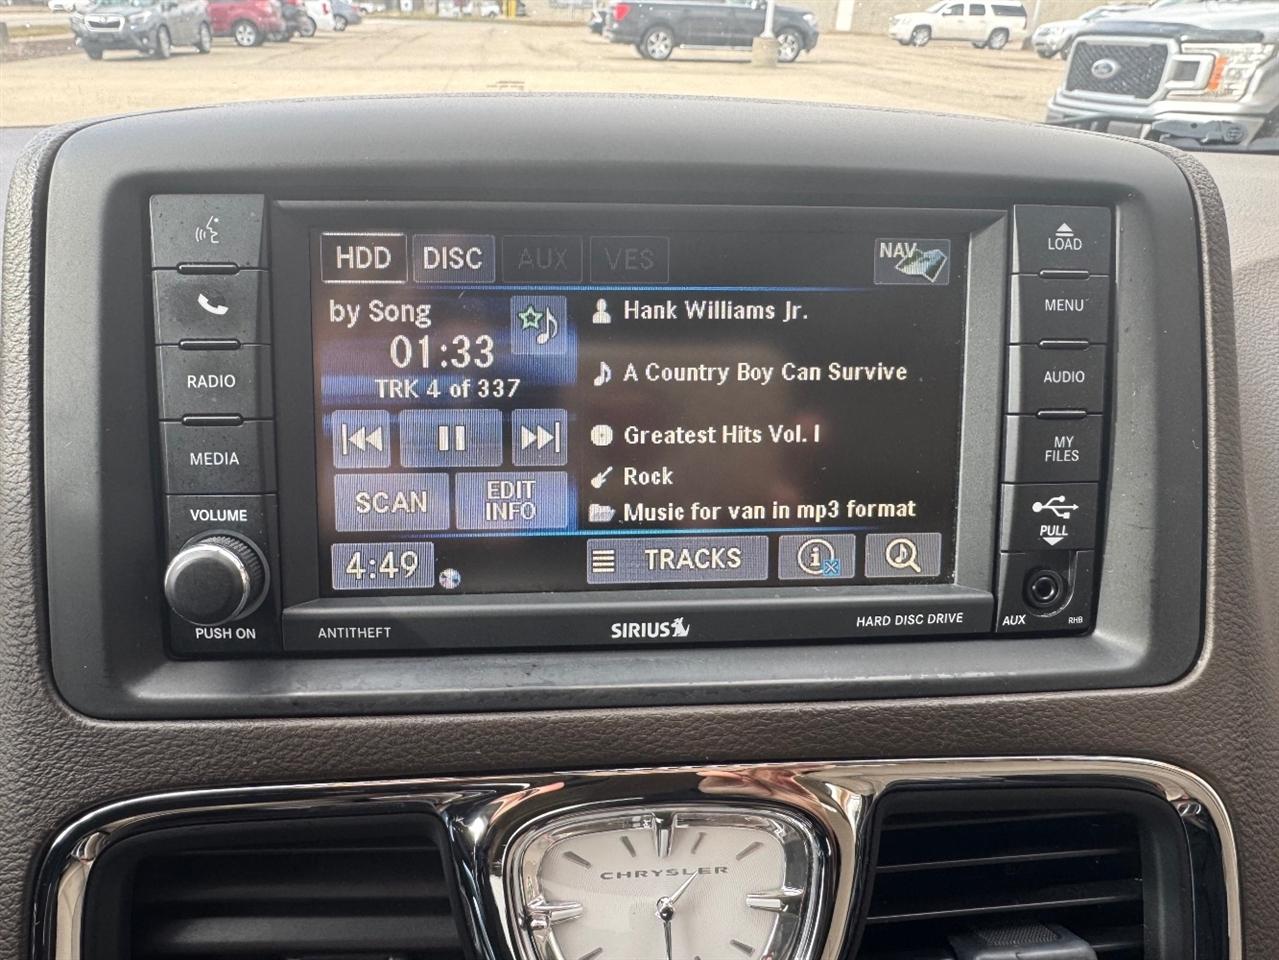 HDD DISC AUX VES NAV
by Song
01:33
TRK 4 of 337
SCAN
EDIT INFO
4:49
Hank Williams Jr.
A Country Boy Can Survive
Greatest Hits Vol. I
Rock
Music for van in mp3 format
TRACKS
RADIO
MEDIA
VOLUME
PUSH ON
LOAD
MENU
AUDIO
MY
FILES
PULL
AUX
RHB
ANTITHEFT
SIRIUS
HARD DISC DRIVE
CHRYSLER
Ford